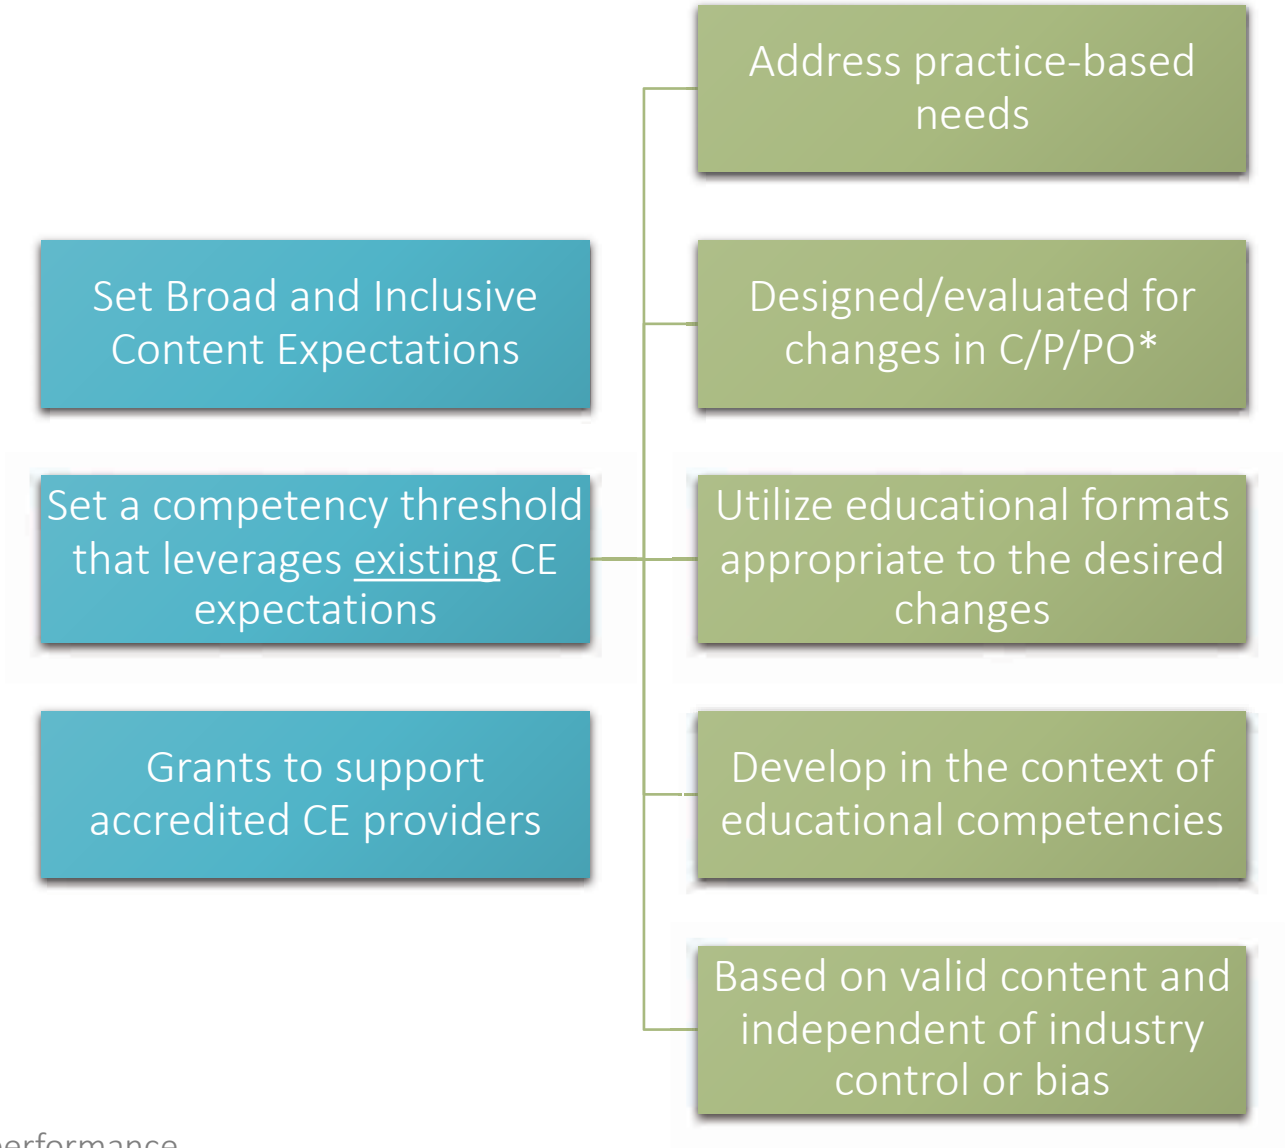 Set Broad and Inclusive
Content Expectations
Set a competency threshold
that leverages existing CE
expectations
Grants to support
accredited CE providers
Address practice-based
needs
Designed/evaluated for
changes in C/P/PO*
Utilize educational formats
appropriate to the desired
changes
Develop in the context of
educational competencies
Based on valid content and
independent of industry
control or bias
performance